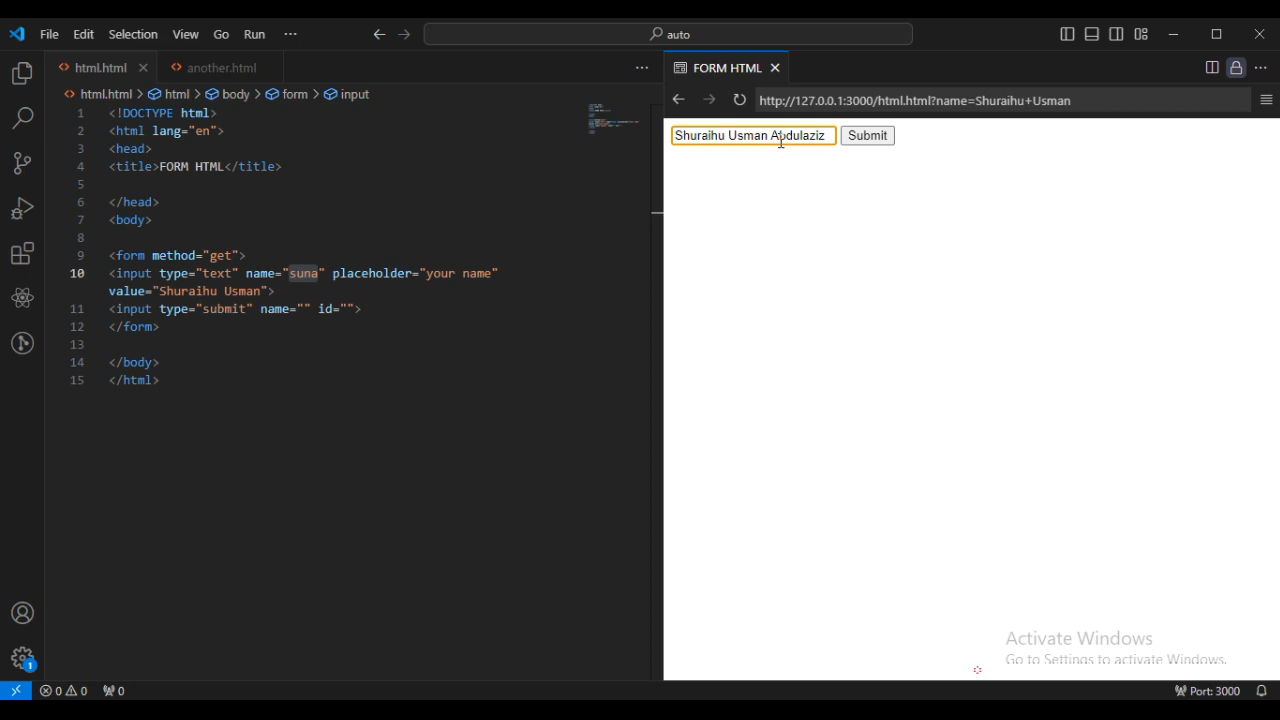 File Edit Selection View Go Run ···
auto
html.html
another.html
FORM HTML
html.html > html > body > form > input
http://127.0.0.1:3000/html.html?name=Shuraihu+Usman
1 <!DOCTYPE html>
2 <html lang="en">
3 <head>
4 <title>FORM HTML</title>
5
6 </head>
7 <body>
8
9 <form method="get">
10 <input type="text" name="suna" placeholder="your name"
value="Shuraihu Usman">
11 <input type="submit" name="" id="">
12 </form>
13
14 </body>
15 </html>
Shuraihu Usman Abdulaziz Submit
Activate Windows
Go to Settings to activate Windows.
1
0 0 0
Port: 3000